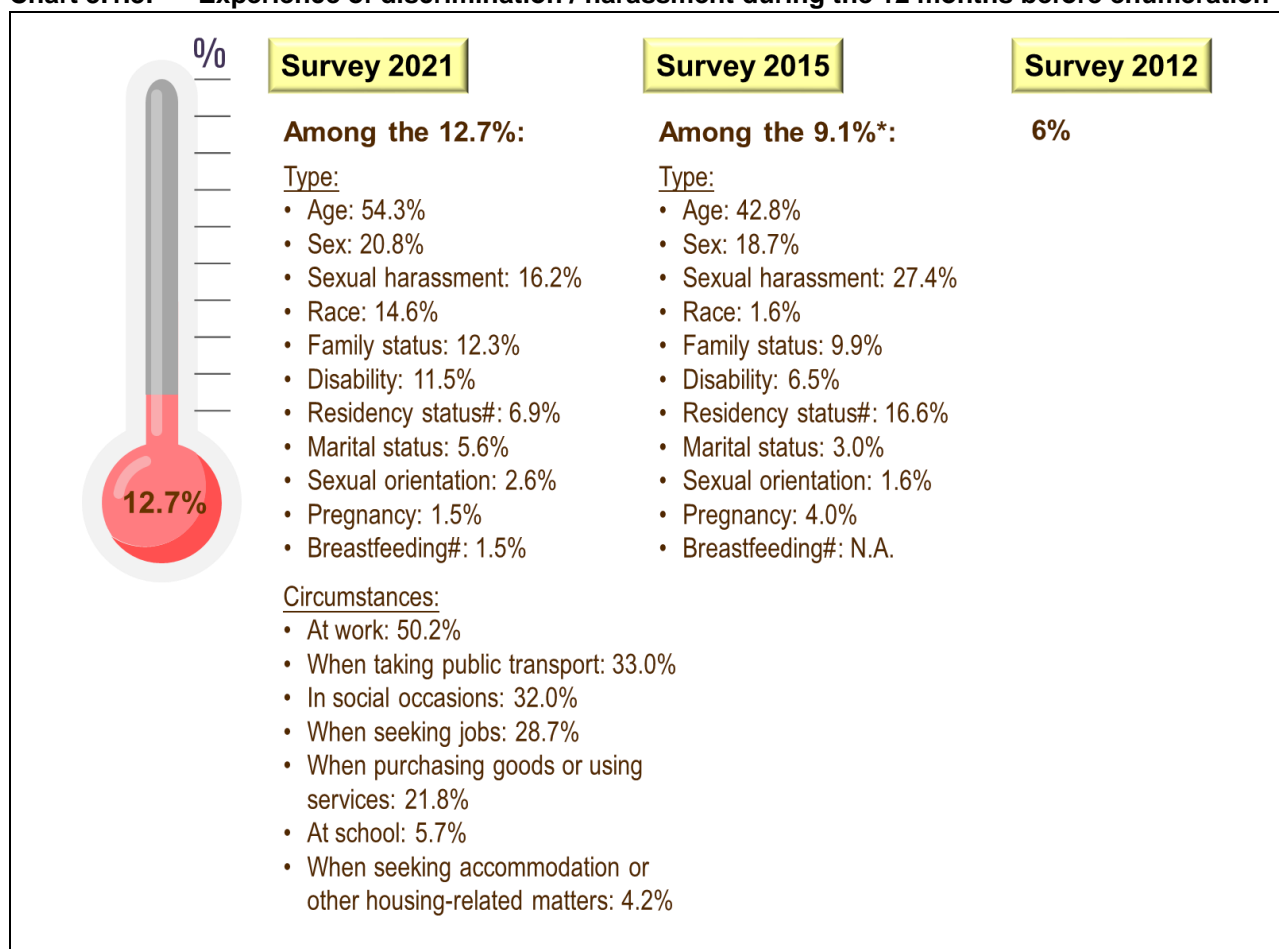 %
Survey 2021
Survey 2015
Survey 2012
Among the 12.7%:
Among the 9.1%*:
6%
Type:
• Age: 54.3%
• Sex: 20.8%
• Sexual harassment: 16.2%
• Race: 14.6%
• Family status: 12.3%
• Disability: 11.5%
• Residency status#: 6.9%
• Marital status: 5.6%
• Sexual orientation: 2.6%
• Pregnancy: 1.5%
• Breastfeeding#: 1.5%
Type:
• Age: 42.8%
• Sex: 18.7%
• Sexual harassment: 27.4%
• Race: 1.6%
• Family status: 9.9%
• Disability: 6.5%
• Residency status#: 16.6%
• Marital status: 3.0%
• Sexual orientation: 1.6%
• Pregnancy: 4.0%
• Breastfeeding#: N.A.
12.7%
Circumstances:
• At work: 50.2%
• When taking public transport: 33.0%
• In social occasions: 32.0%
• When seeking jobs: 28.7%
• When purchasing goods or using
services: 21.8%
• At school: 5.7%
• When seeking accommodation or
other housing-related matters: 4.2%